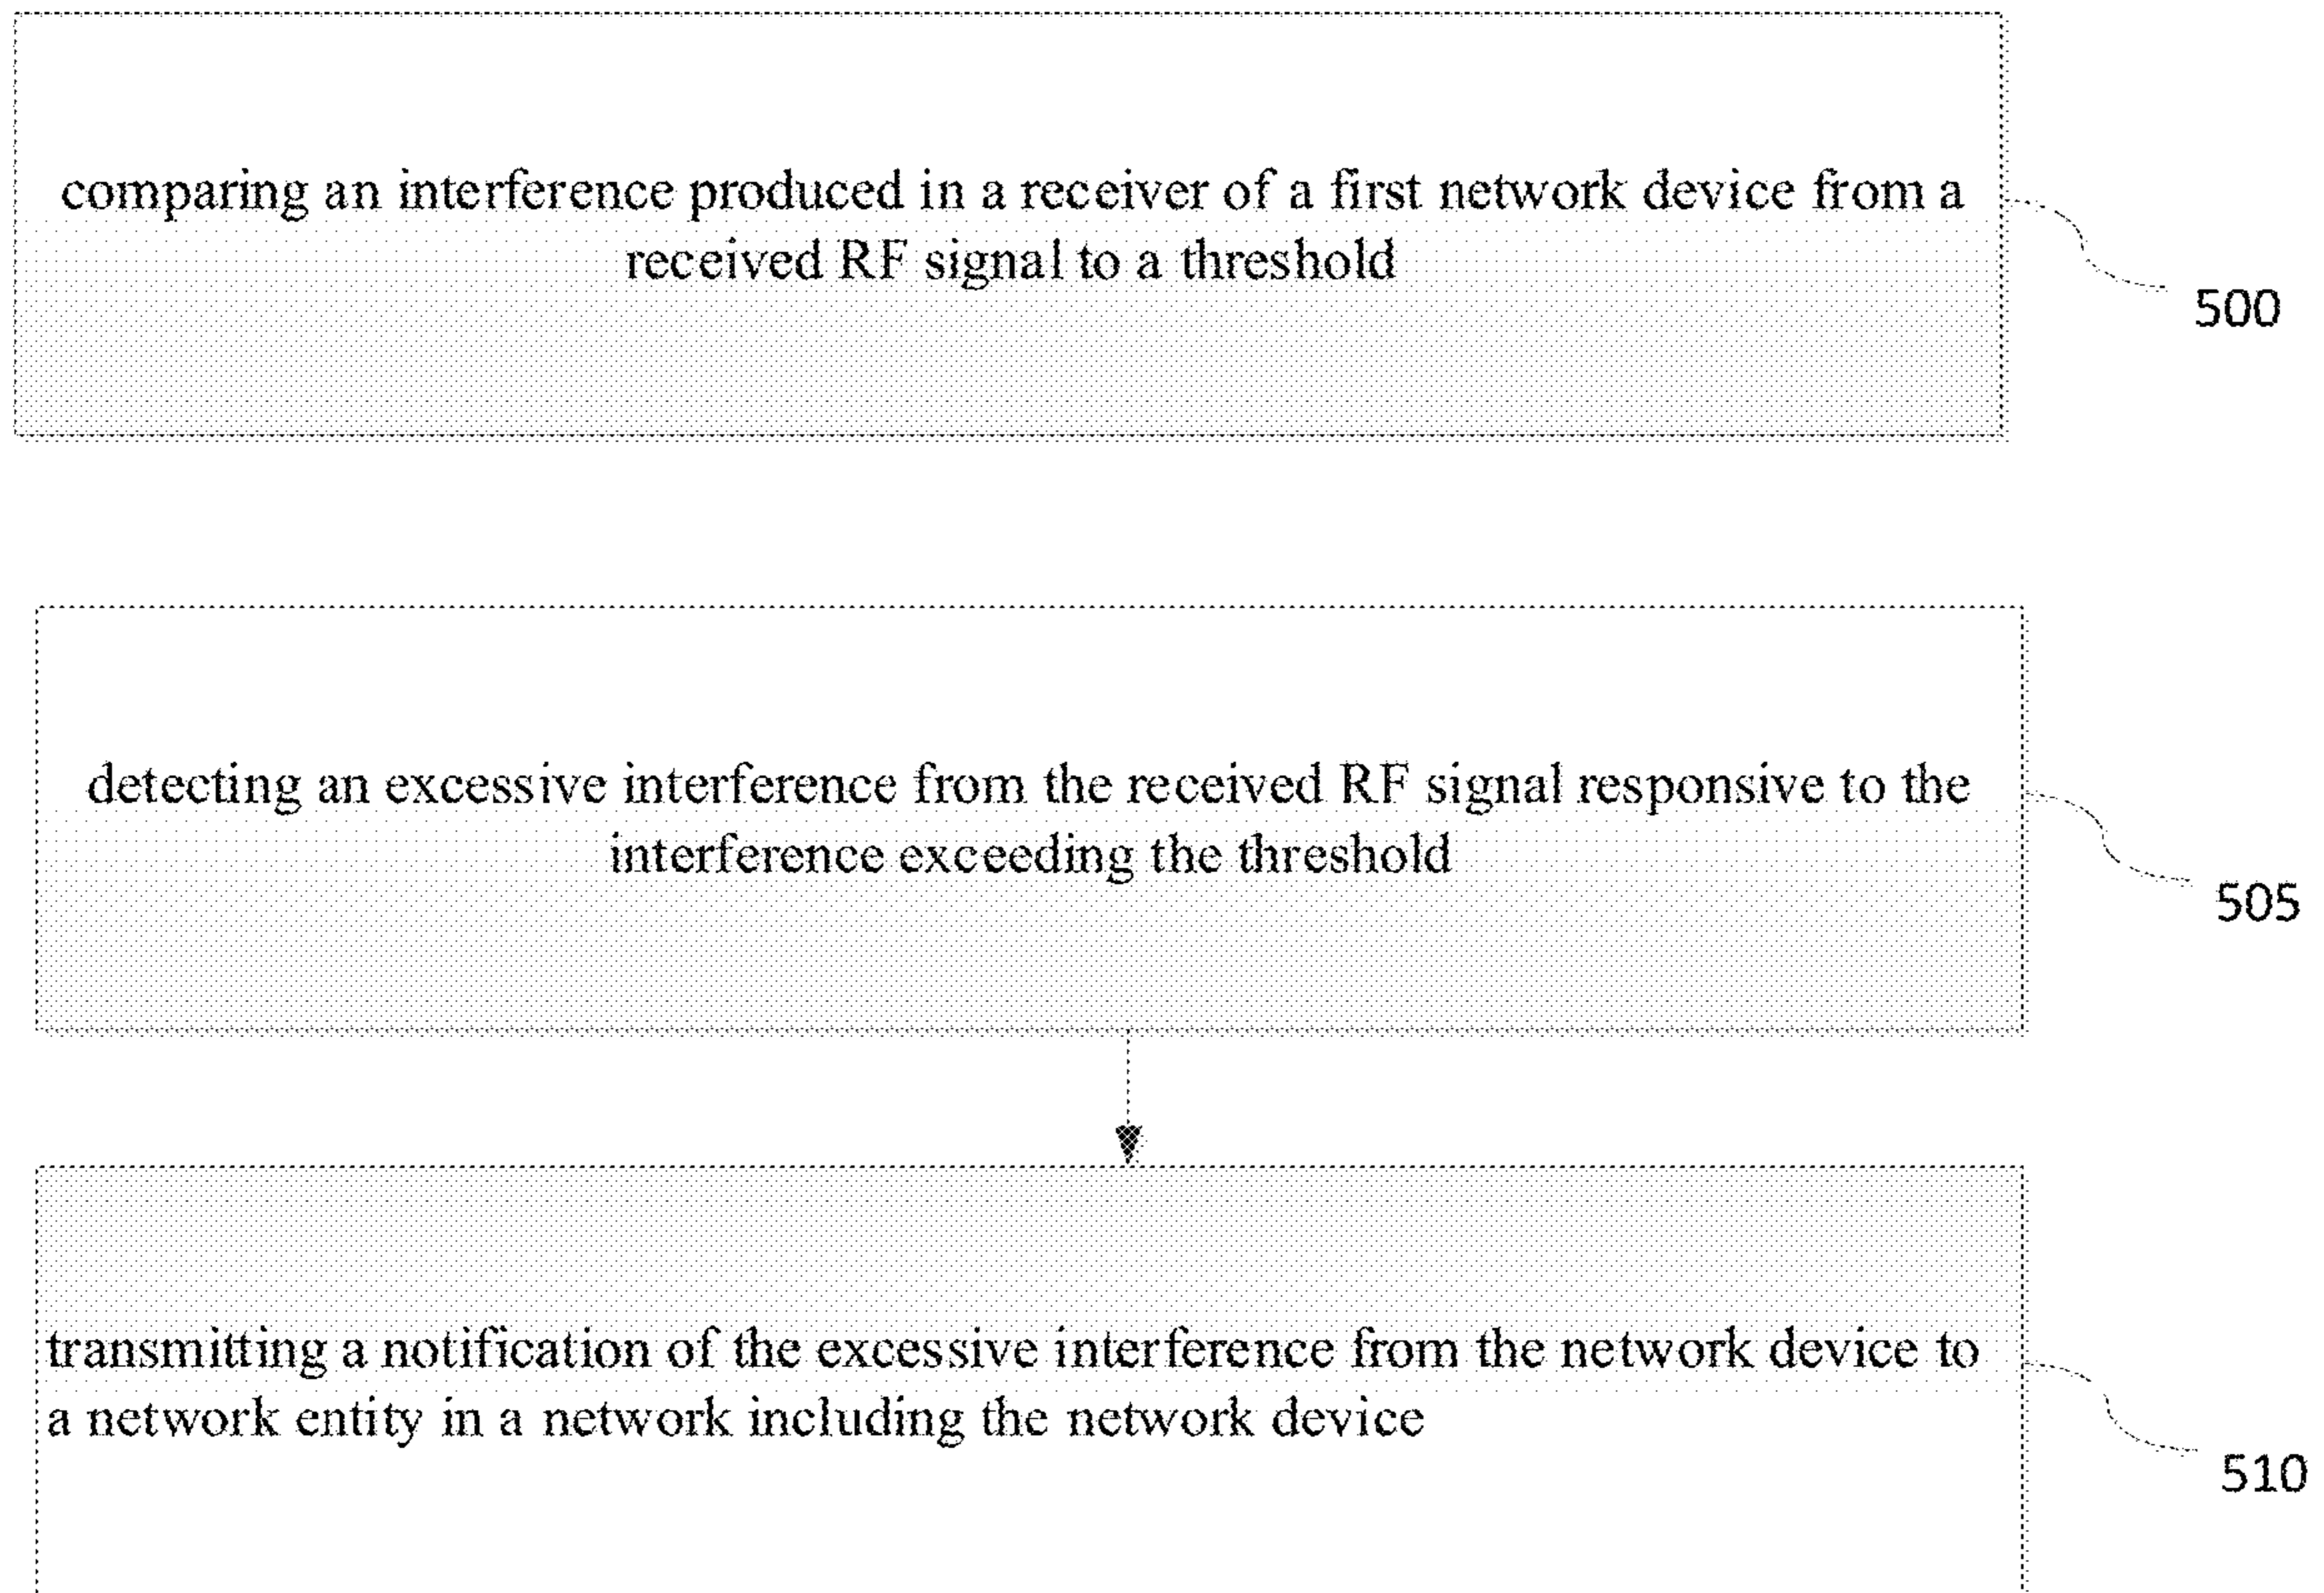 comparing an interference produced in a receiver of a first network device from a
received RF signal to a threshold
500
detecting an excessive interference from the received RF signal responsive to the
interference exceeding the threshold
505
transmitting a notification of the excessive interference from the network device to
a network entity in a network including the network device
510